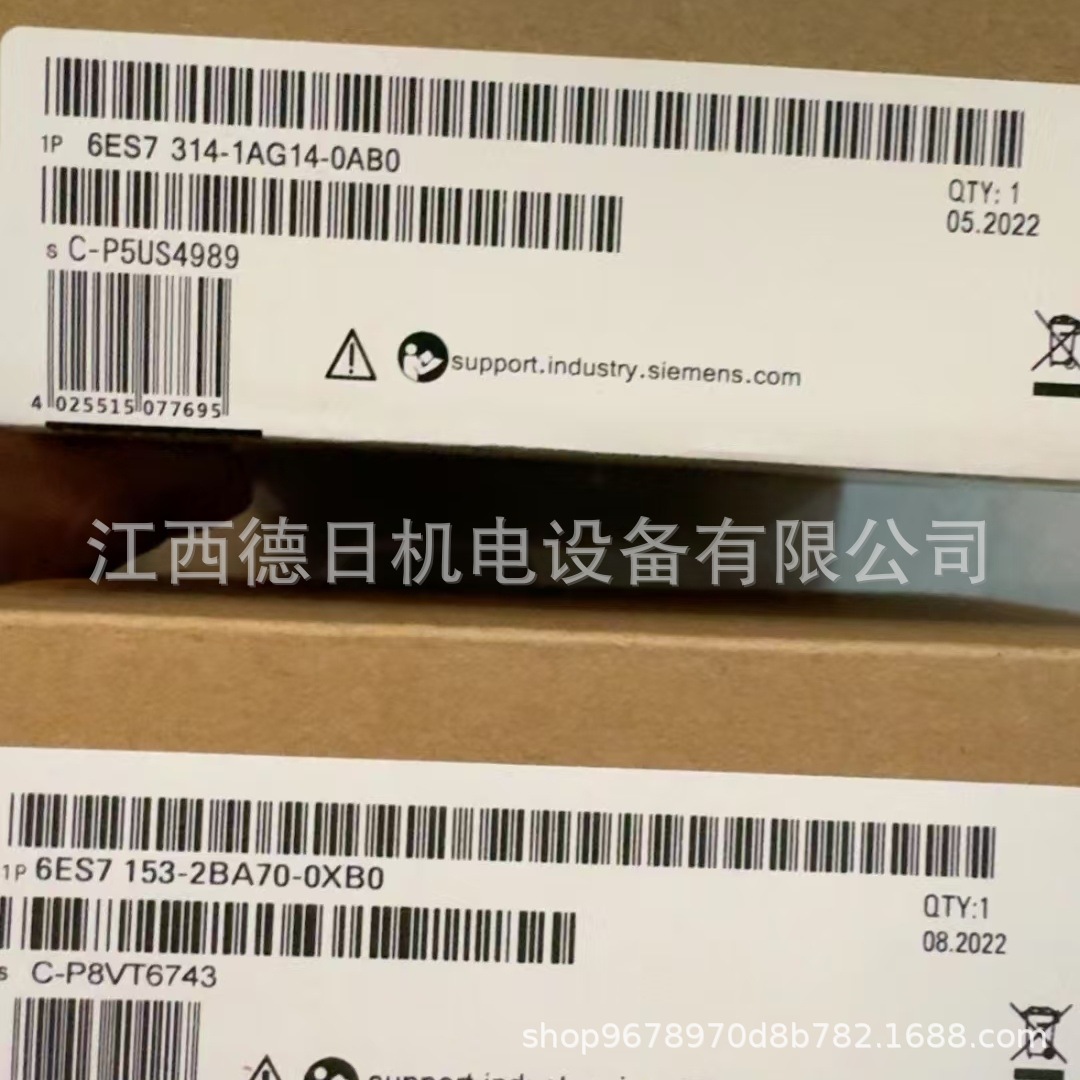 1P 6ES7 314-1AG14-0AB0
QTY: 1
05.2022
s C-P5US4989
support.industry.siemens.com
4 025515 077695
江西德日机电设备有限公司
1P 6ES7 153-2BA70-0XB0
QTY:1
08.2022
s C-P8VT6743
shop9678970d8b782.1688.com